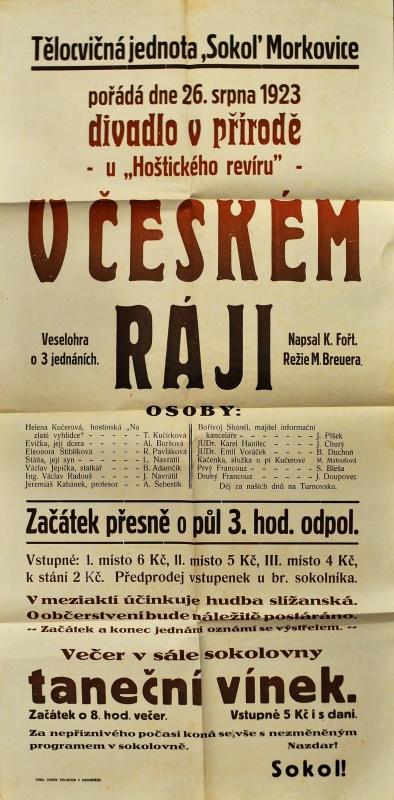 Tělocvičná jednota „Sokol" Morkovice
pořádá dne 26. srpna 1923
divadlo v přírodě
- u „Hoštického revíru" -
V ČESKÉM
RÁJI
Veselohra
o 3 jednáních.
Napsal K. Fořt.
Režie M. Breuera.
OSOBY:
Helena Kučerová, hostinská „Na
zlaté vyhlídce" - - - - - T. Kučírková
Evička, její dcera - - - - Al. Buršová
Eleonora Štiblíková - - - R. Pavláková
Stáňa, její syn - - - - - L. Navrátil
Václav Jepička, statkář - - B. Adamčík
Ing. Václav Radouš - - - J. Navrátil
Jeremiáš Kahánek, profesor - - A. Šebestík
Bořivoj Sháněl, majitel informační
kanceláře - - - - - - - J. Plšek
JUDr. Karel Hanilec - - - - J. Churý
JUDr. Emil Voráček - - - - B. Duchoň
Kačenka, služka u pí Kučerové M. Matoušová
Prvý Francouz - - - - - S. Bleša
Druhý Francouz - - - - - J. Doupovec
Děj za našich dnů na Turnovsku.
Začátek přesně o půl 3. hod. odpol.
Vstupné: 1. místo 6 Kč, II. místo 5 Kč, III. místo 4 Kč,
k stání 2 Kč. Předprodej vstupenek u br. sokolníka.
V meziaktí účinkuje hudba slížanská.
O občerstvení bude náležitě postaráno.
-- Začátek a konec jednání oznámí se výstřelem. --
Večer v sále sokolovny
taneční vínek.
Začátek o 8. hod. večer. Vstupné 5 Kč i s daní.
Za nepříznivého počasí koná se vše s nezměněným
programem v sokolovně. Nazdar!
Sokol!